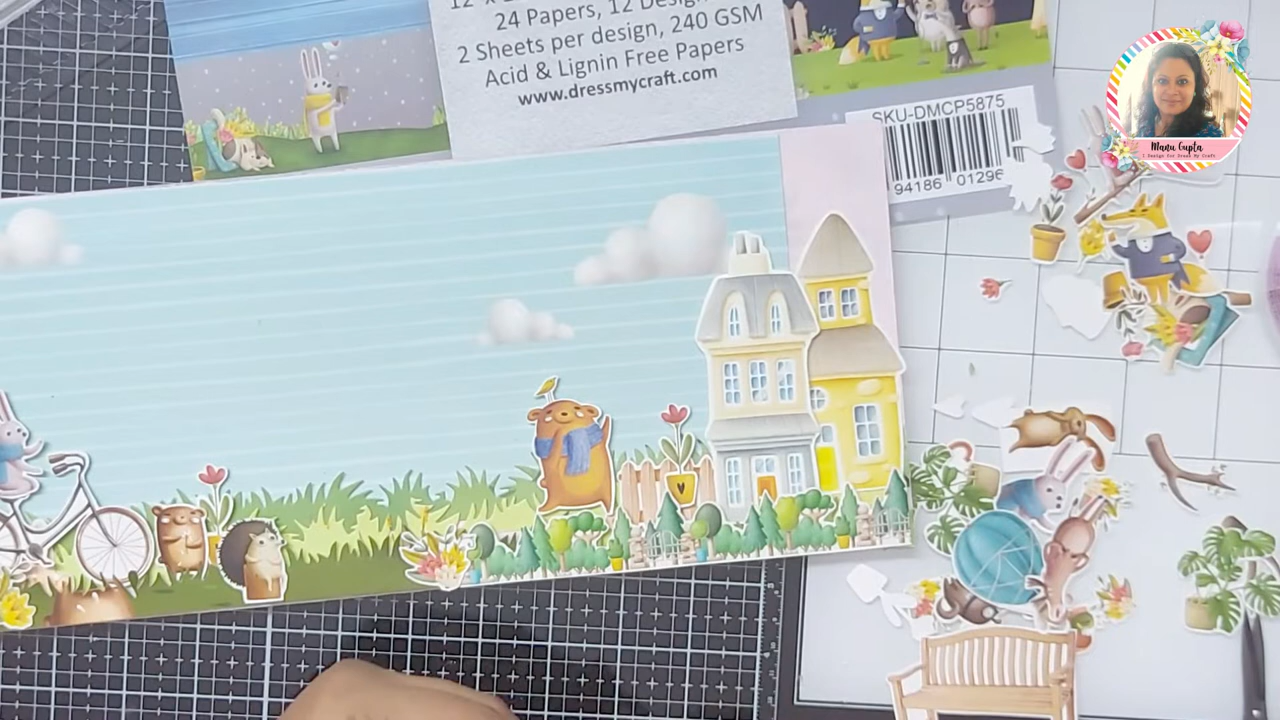 24 Papers, 12
2 Sheets per design, 240 GSM
Acid & Lignin Free Papers
www.dressmycraft.com
SKU-DMCP5875
94186 01296
Manu Gupta
I Design for Dress My Craft